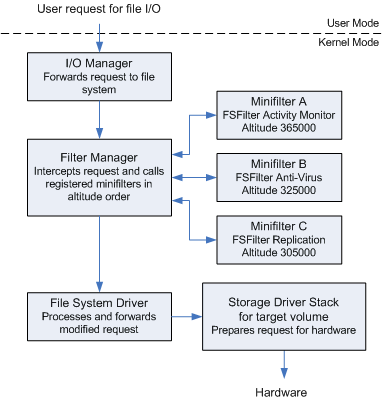 User request for file I/O
User Mode
Kernel Mode
I/O Manager
Forwards request to file
system
Minifilter A
FSFilter Activity Monitor
Altitude 365000
Filter Manager
Intercepts request and calls
registered minifilters in
altitude order
Minifilter B
FSFilter Anti-Virus
Altitude 325000
Minifilter C
FSFilter Replication
Altitude 305000
File System Driver
Processes and forwards
modified request
Storage Driver Stack
for target volume
Prepares request for hardware
Hardware